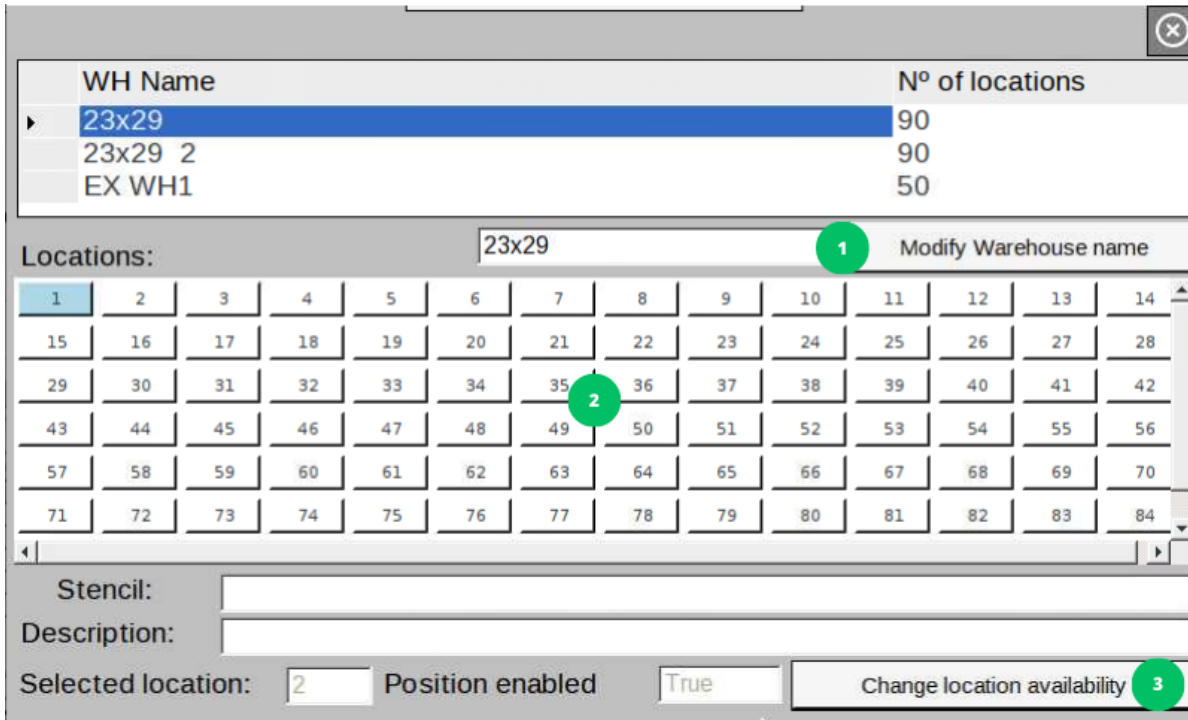 WH Name Nº of locations
23x29 90
23x29 2 90
EX WH1 50
Locations: 23x29 1 Modify Warehouse name
1 2 3 4 5 6 7 8 9 10 11 12 13 14
15 16 17 18 19 20 21 22 23 24 25 26 27 28
29 30 31 32 33 34 35 36 37 38 39 40 41 42
2
43 44 45 46 47 48 49 50 51 52 53 54 55 56
57 58 59 60 61 62 63 64 65 66 67 68 69 70
71 72 73 74 75 76 77 78 79 80 81 82 83 84
Stencil:
Description:
Selected location: 2 Position enabled True Change location availability 3